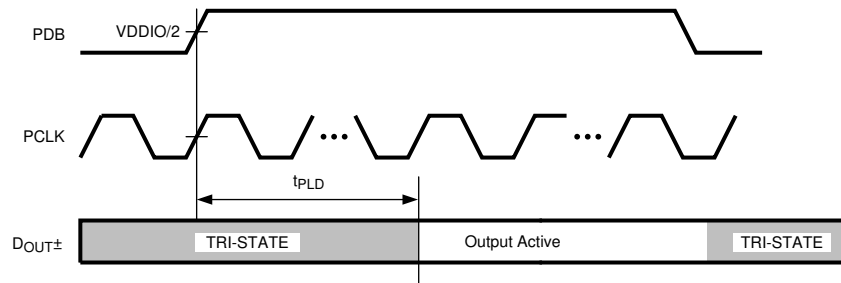 PDB
VDDIO/2
PCLK
tPLD
DOUT±
TRI-STATE
Output Active
TRI-STATE